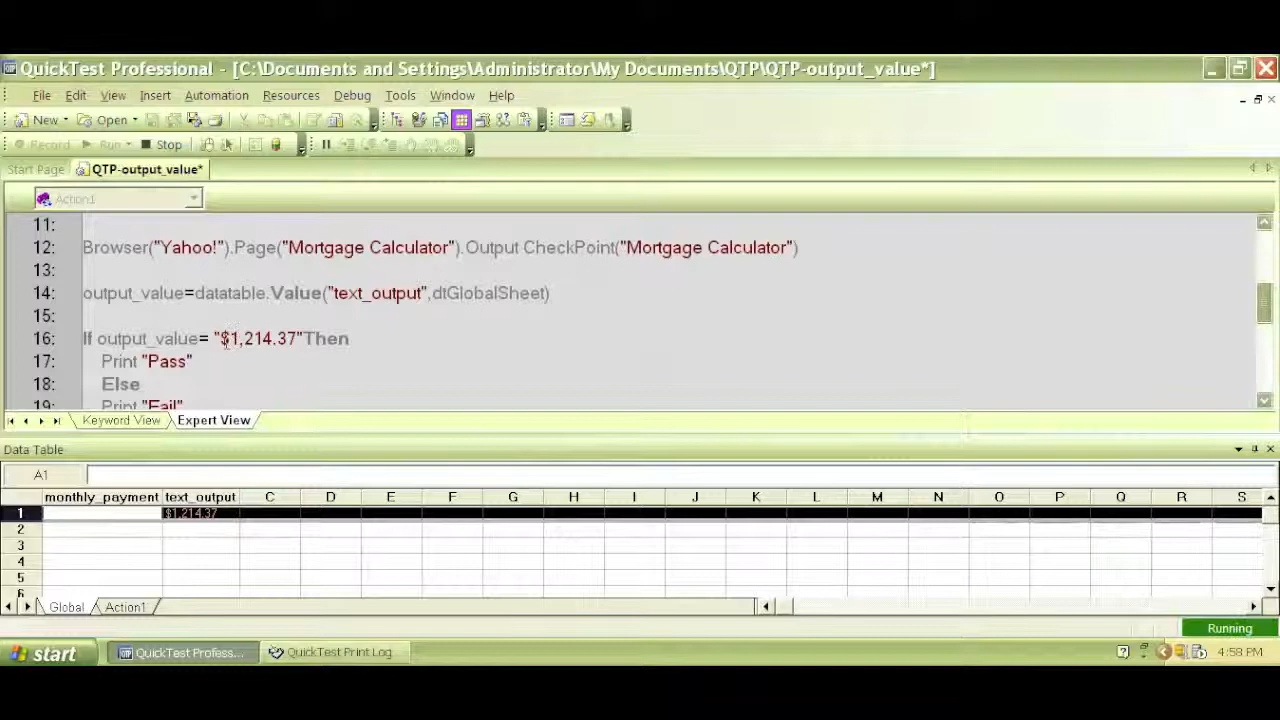 QuickTest Professional - [C:\Documents and Settings\Administrator\My Documents\QTP\QTP-output_value*]
File Edit View Insert Automation Resources Debug Tools Window Help
New Open
Record Run Stop
Start Page QTP-output_value*
Action1
11:
12: Browser("Yahoo!").Page("Mortgage Calculator").Output CheckPoint("Mortgage Calculator")
13:
14: output_value=datatable.Value("text_output",dtGlobalSheet)
15:
16: If output_value= "$1,214.37"Then
17: Print "Pass"
18: Else
19: Print "Fail"
Keyword View Expert View
Data Table
A1
monthly_payment text_output C D E F G H I J K L M N O P Q R S
1 $1,214.37
2
3
4
5
6
Global Action1
Running
start QuickTest Profess... QuickTest Print Log 4:58 PM